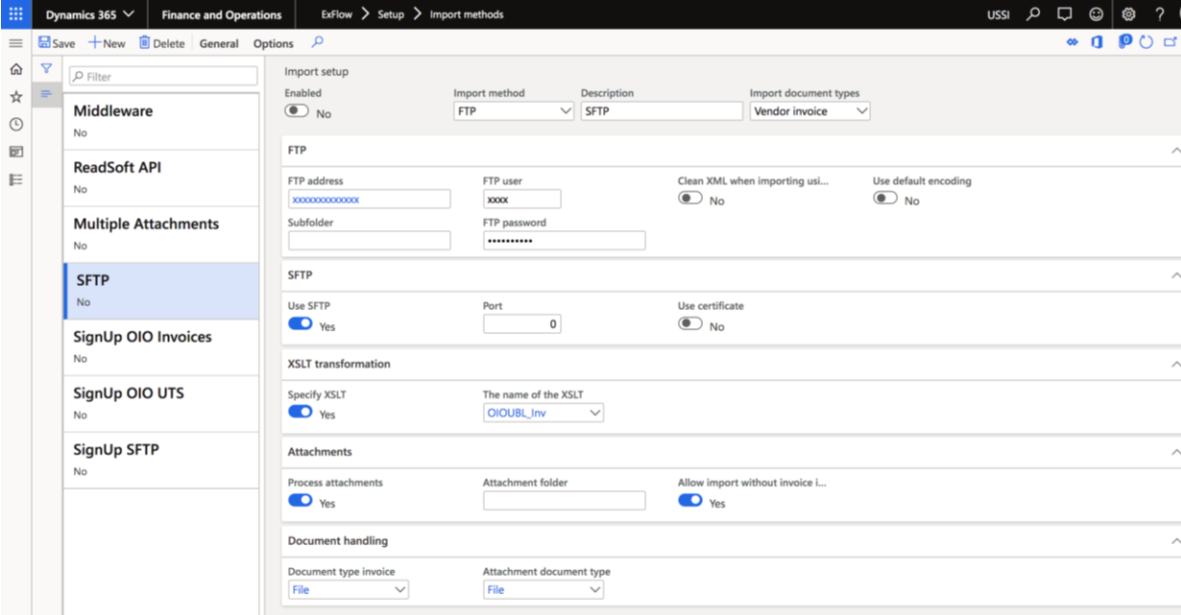 Dynamics 365 Finance and Operations ExFlow Setup Import methods USSI
Save New Delete General Options
0
Filter
Middleware
No
ReadSoft API
No
Multiple Attachments
No
SFTP
No
SignUp OIO Invoices
No
SignUp OIO UTS
No
SignUp SFTP
No
Import setup
Enabled Import method Description Import document types
No FTP SFTP Vendor invoice
FTP
FTP address FTP user Clean XML when importing usi... Use default encoding
xxxxxxxxxxxxx xxxx No No
Subfolder FTP password
••••••••••
SFTP
Use SFTP Port Use certificate
Yes 0 No
XSLT transformation
Specify XSLT The name of the XSLT
Yes OIOUBL_Inv
Attachments
Process attachments Attachment folder Allow import without invoice i...
Yes Yes
Document handling
Document type invoice Attachment document type
File File